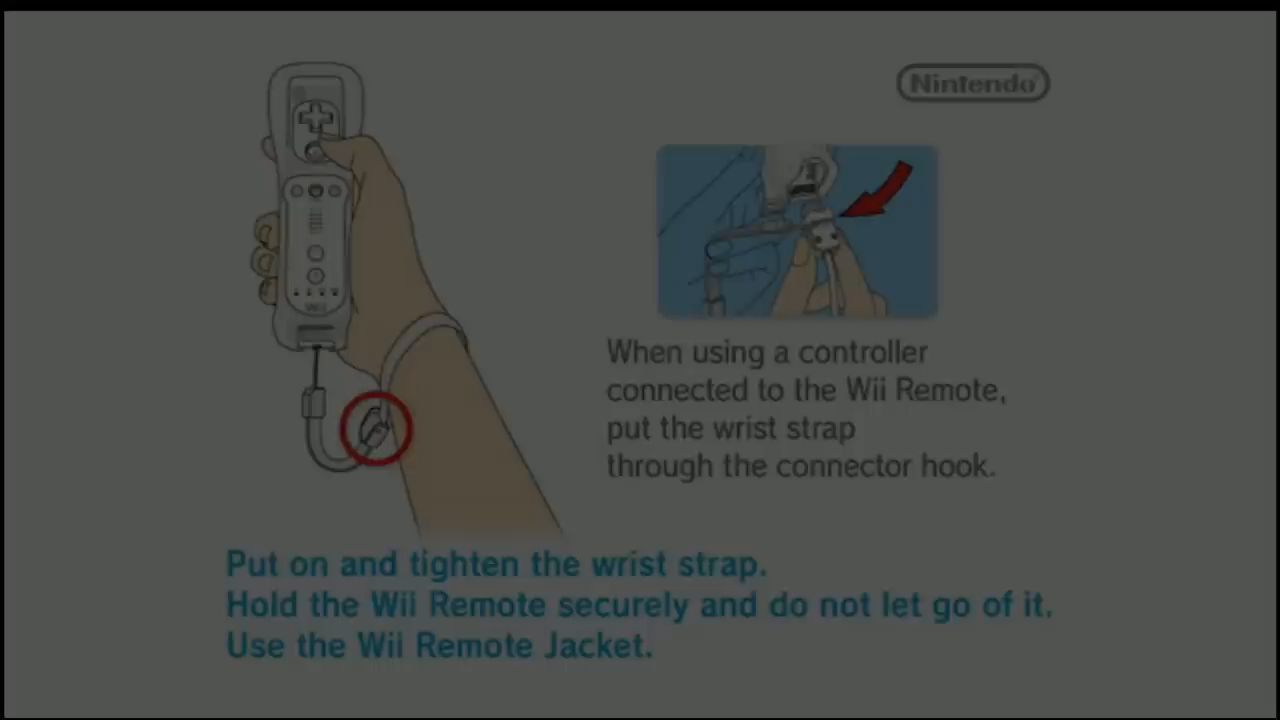 Nintendo
Wii
When using a controller
connected to the Wii Remote,
put the wrist strap
through the connector hook.
Put on and tighten the wrist strap.
Hold the Wii Remote securely and do not let go of it.
Use the Wii Remote Jacket.